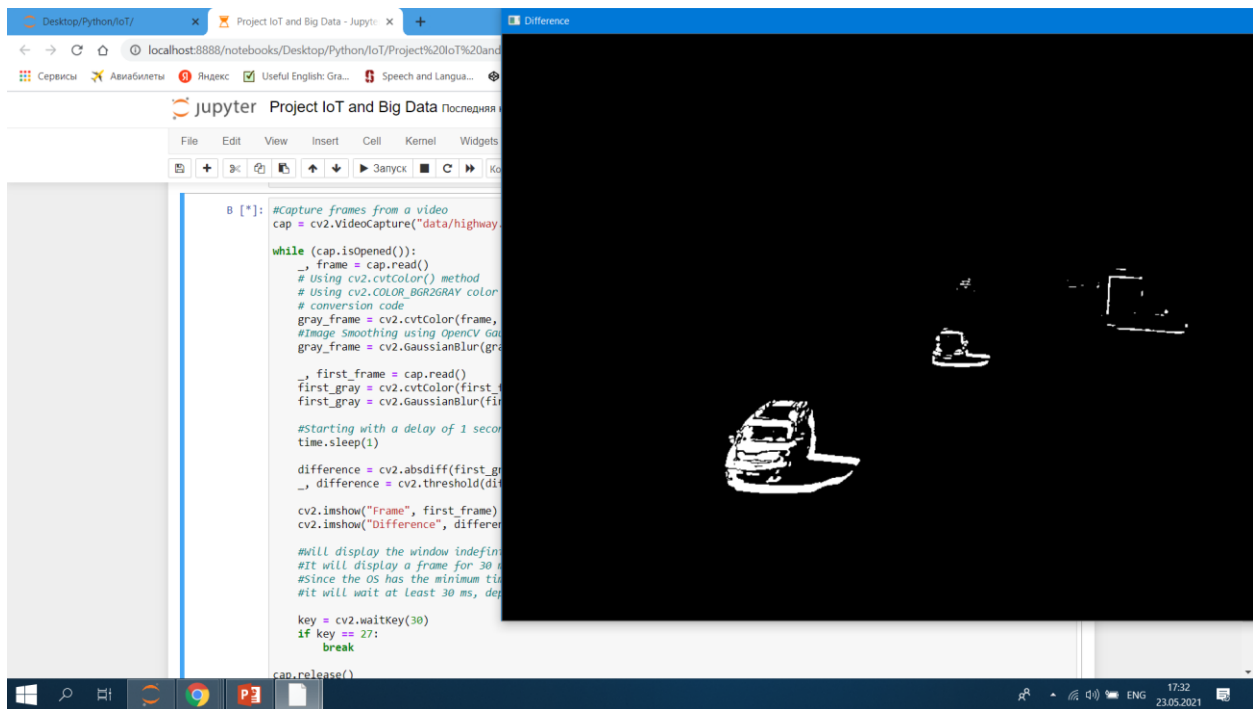 Desktop/Python/IoT/
Project IoT and Big Data - Jupyte
Difference
localhost:8888/notebooks/Desktop/Python/IoT/Project%20IoT%20and
Сервисы Авиабилеты Яндекс Useful English: Gra... Speech and Langua...
jupyter Project IoT and Big Data Последняя
File Edit View Insert Cell Kernel Widgets
Запуск Ко
B [*]: #Capture frames from a video
cap = cv2.VideoCapture("data/highway.
while (cap.isOpened()):
_, frame = cap.read()
# Using cv2.cvtColor() method
# Using cv2.COLOR_BGR2GRAY color
# conversion code
gray_frame = cv2.cvtColor(frame,
#Image Smoothing using OpenCV Gau
gray_frame = cv2.GaussianBlur(gra
_, first_frame = cap.read()
first_gray = cv2.cvtColor(first_f
first_gray = cv2.GaussianBlur(fir
#Starting with a delay of 1 secon
time.sleep(1)
difference = cv2.absdiff(first_gr
_, difference = cv2.threshold(dif
cv2.imshow("Frame", first_frame)
cv2.imshow("Difference", differen
#Will display the window indefint
#It will display a frame for 30 m
#Since the OS has the minimum tim
#it will wait at least 30 ms, dep
key = cv2.waitKey(30)
if key == 27:
break
cap.release()
ENG
17:32
23.05.2021